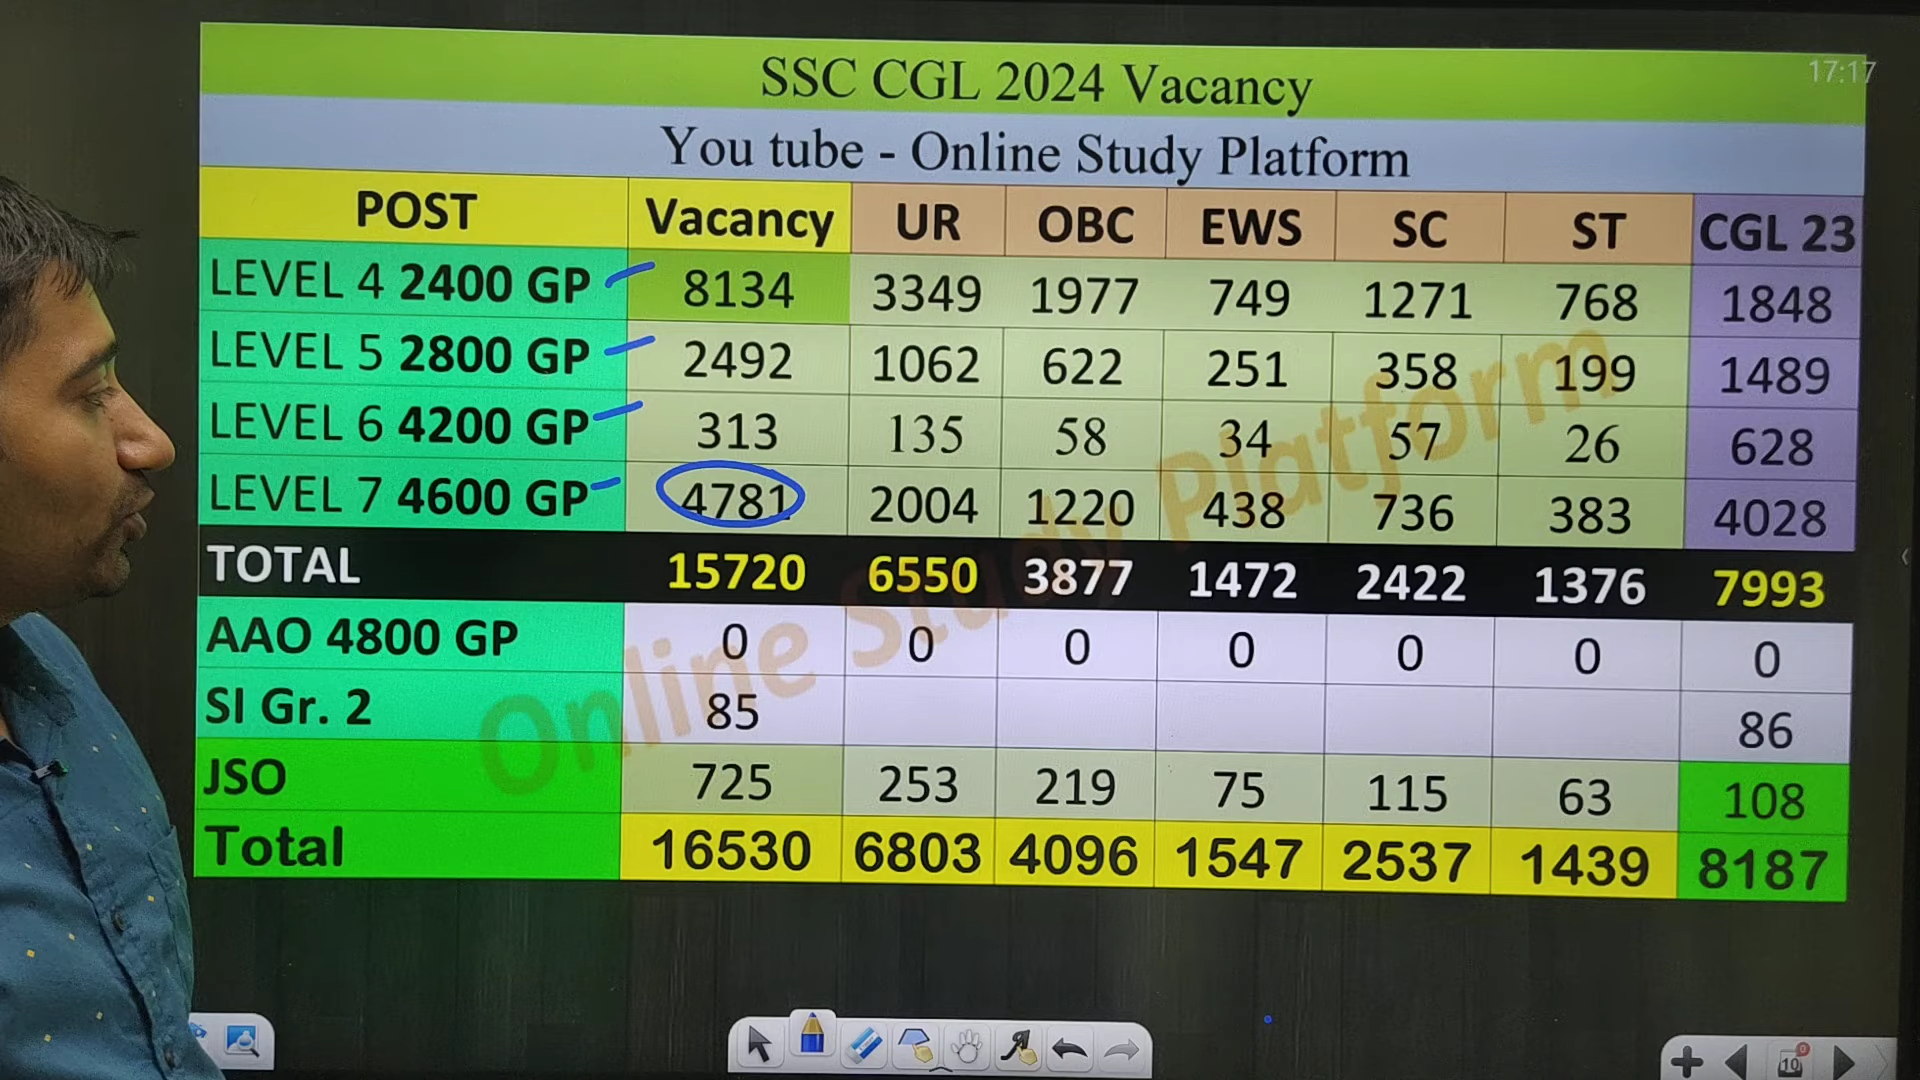 17:17
SSC CGL 2024 Vacancy
You tube - Online Study Platform
POST Vacancy UR OBC EWS SC ST CGL 23
LEVEL 4 2400 GP 8134 3349 1977 749 1271 768 1848
LEVEL 5 2800 GP 2492 1062 622 251 358 199 1489
LEVEL 6 4200 GP 313 135 58 34 57 26 628
LEVEL 7 4600 GP 4781 2004 1220 438 736 383 4028
TOTAL 15720 6550 3877 1472 2422 1376 7993
AAO 4800 GP 0 0 0 0 0 0 0
SI Gr. 2 85 86
JSO 725 253 219 75 115 63 108
Total 16530 6803 4096 1547 2537 1439 8187
Online Study Platform
10